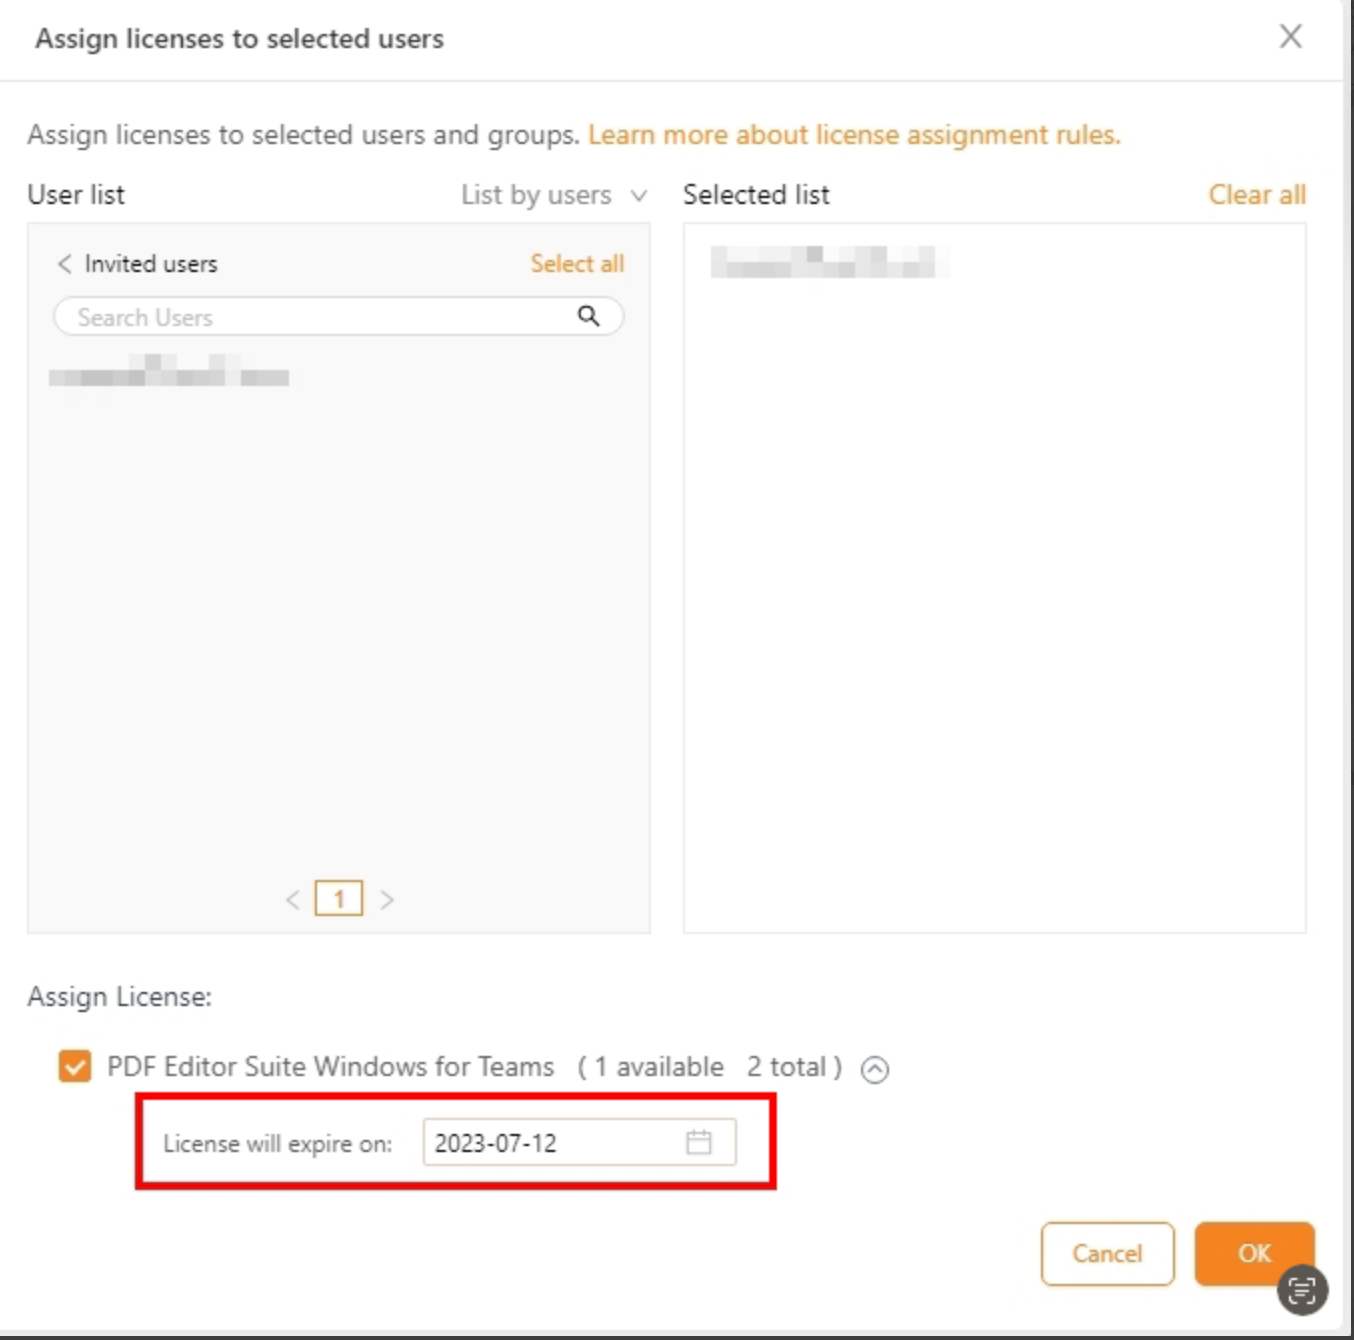 Assign licenses to selected users
Assign licenses to selected users and groups. Learn more about license assignment rules.
User list
List by users
Selected list
Clear all
Invited users
Select all
Search Users
1
Assign License:
PDF Editor Suite Windows for Teams ( 1 available 2 total )
License will expire on: 2023-07-12
Cancel
OK